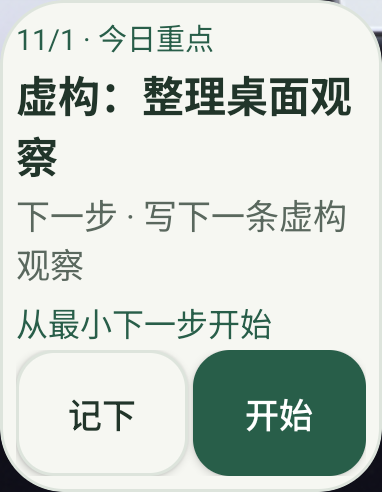 11/1 · 今日重点
虚构：整理桌面观
察
下一步 · 写下一条虚构
观察
从最小下一步开始
记下
开始